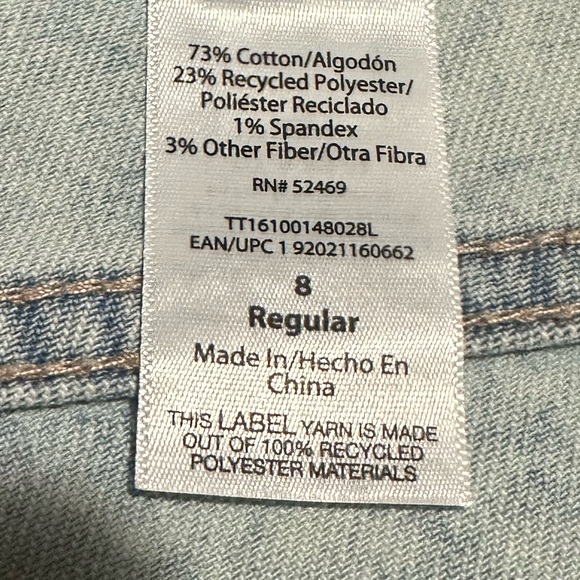 73% Cotton/Algodón
23% Recycled Polyester/
Poliéster Reciclado
1% Spandex
3% Other Fiber/Otra Fibra
RN# 52469
TT16100148028L
EAN/UPC 1 92021160662
8
Regular
Made In/Hecho En
China
THIS LABEL YARN IS MADE
OUT OF 100% RECYCLED
POLYESTER MATERIALS